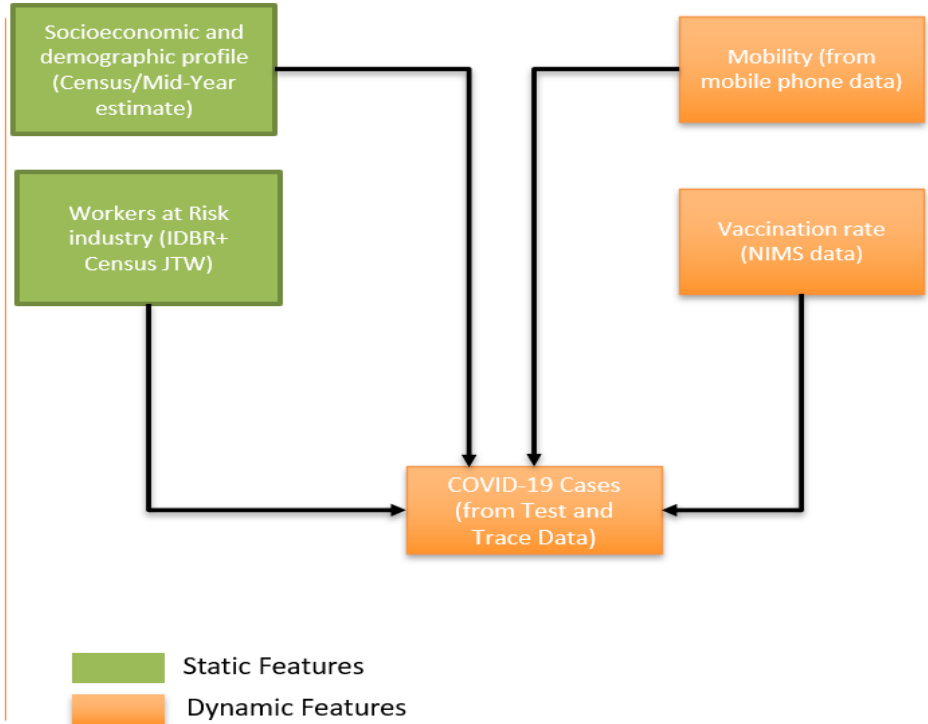 Socioeconomic and
demographic profile
(Census/Mid-Year
estimate)
Mobility (from
mobile phone data)
Workers at Risk
industry (IDBR+
Census JTW)
Vaccination rate
(NIMS data)
COVID-19 Cases
(from Test and
Trace Data)
Static Features
Dynamic Features